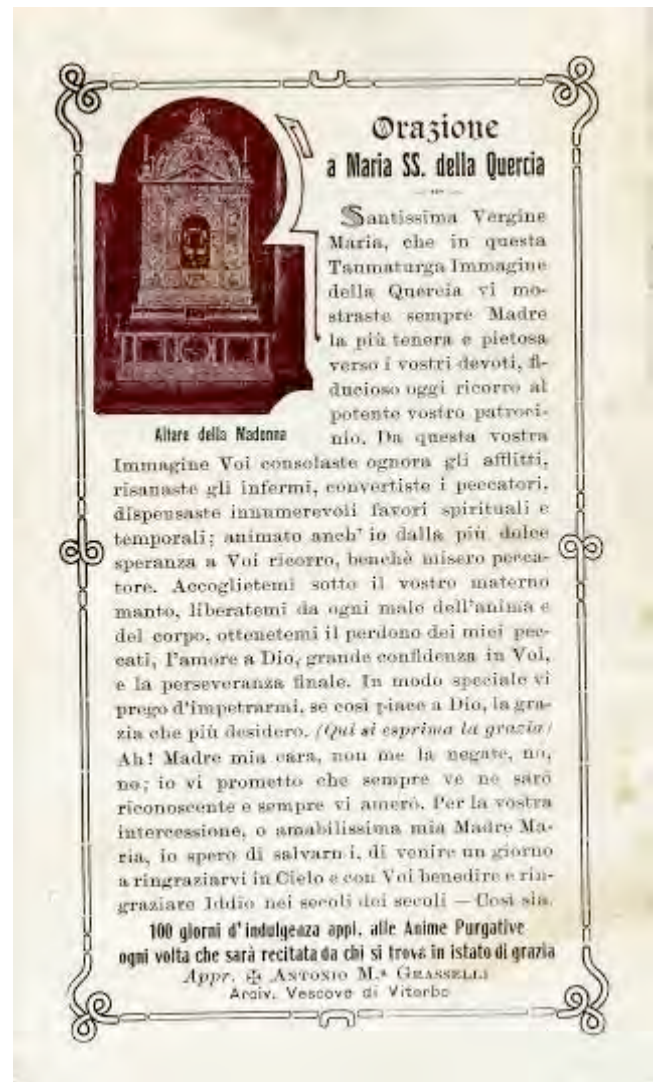 Orazione
a Maria SS. della Quercia
Santissima Vergine
Maria, che in questa
Taumaturga Immagine
della Quercia vi mo-
straste sempre Madre
la più tenera e pietosa
verso i vostri devoti, fi-
ducioso oggi ricorro al
potente vostro patroci-
nio. Da questa vostra
Altare della Madonna
Immagine Voi consolaste ognora gli afflitti,
risanaste gli infermi, convertiste i peccatori,
dispensaste innumerevoli favori spirituali e
temporali; animato anch' io dalla più dolce
speranza a Voi ricorro, benchè misero pecca-
tore. Accoglietemi sotto il vostro materno
manto, liberatemi da ogni male dell'anima e
del corpo, ottenetemi il perdono dei miei pec-
cati, l'amore a Dio, grande confidenza in Voi,
e la perseveranza finale. In modo speciale vi
prego d'impetrarmi, se così piace a Dio, la gra-
zia che più desidero. (Qui si esprima la grazia)
Ah! Madre mia cara, non me la negate, no,
no; io vi prometto che sempre ve ne sarò
riconoscente e sempre vi amerò. Per la vostra
intercessione, o amabilissima mia Madre Ma-
ria, io spero di salvarmi, di venire un giorno
a ringraziarvi in Cielo e con Voi benedire e rin-
graziare Iddio nei secoli dei secoli — Così sia.
100 giorni d'indulgenza appl. alle Anime Purgative
ogni volta che sarà recitata da chi si trova in istato di grazia
Appr. ✠ Antonio M.ª Grasselli
Arciv. Vescovo di Viterbo